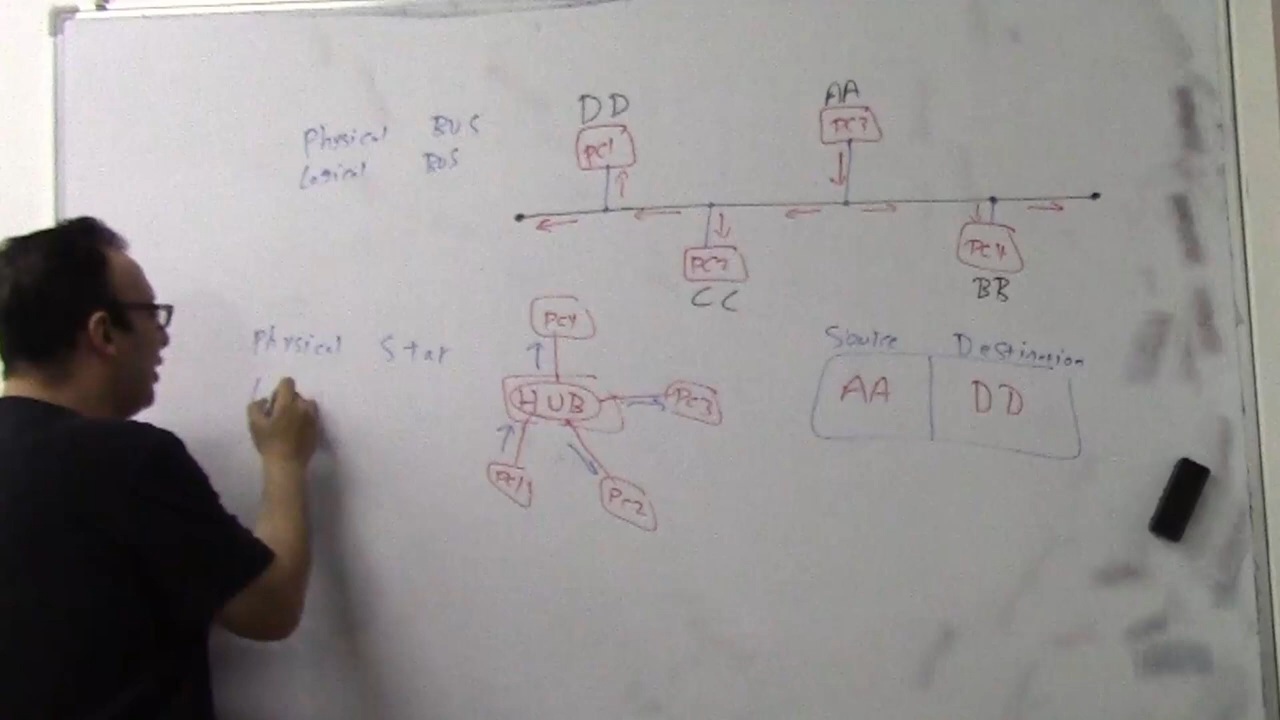 DD
AA
Physical BUS
PC1
PC3
Logical BUS
PC2
PC4
CC
BB
PC4
Source Destination
Physical Star
HUB
PC3
AA DD
PC1
PC2